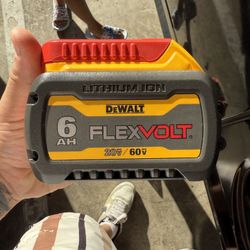 LITHIUM ION
DEWALT
6
AH
FLEXVOLT
20V / 60V